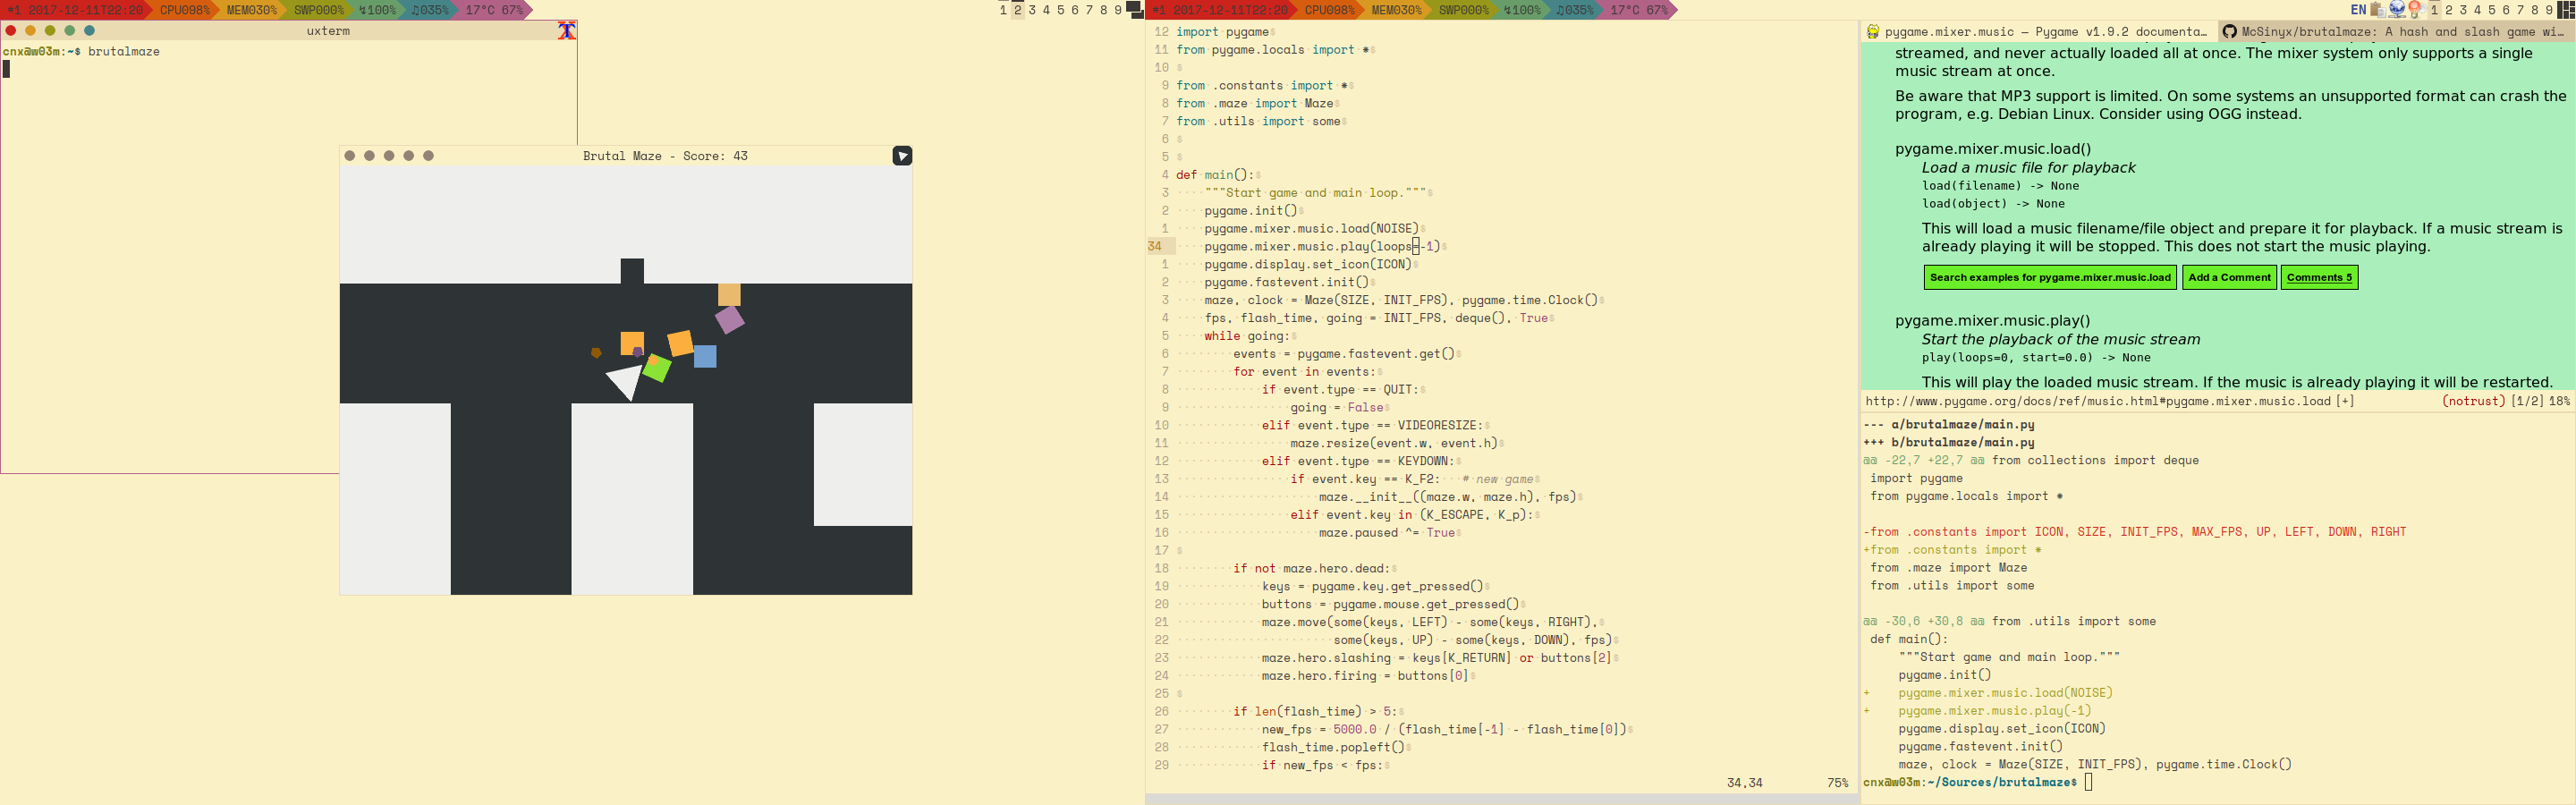 *1 2017-12-11T22:20 CPU098% MEM030% SWP000% ↯100% ♫035% 17°C 67%
1 2 3 4 5 6 7 8 9
uxterm
cnx@w03m:~$ brutalmaze
Brutal Maze - Score: 43
*1 2017-12-11T22:20 CPU098% MEM030% SWP000% ↯100% ♫035% 17°C 67%
EN 1 2 3 4 5 6 7 8 9
12 import pygame$
11 from pygame.locals import *$
10 $
9 from .constants import *$
8 from .maze import Maze$
7 from .utils import some$
6 $
5 $
4 def main():$
3 ····"""Start game and main loop."""$
2 ····pygame.init()$
1 ····pygame.mixer.music.load(NOISE)$
34 ····pygame.mixer.music.play(loops=-1)$
1 ····pygame.display.set_icon(ICON)$
2 ····pygame.fastevent.init()$
3 ····maze, clock = Maze(SIZE, INIT_FPS), pygame.time.Clock()$
4 ····fps, flash_time, going = INIT_FPS, deque(), True$
5 ····while going:$
6 ········events = pygame.fastevent.get()$
7 ········for event in events:$
8 ············if event.type == QUIT:$
9 ················going = False$
10 ············elif event.type == VIDEORESIZE:$
11 ················maze.resize(event.w, event.h)$
12 ············elif event.type == KEYDOWN:$
13 ················if event.key == K_F2:   # new game$
14 ····················maze.__init__((maze.w, maze.h), fps)$
15 ················elif event.key in (K_ESCAPE, K_p):$
16 ····················maze.paused ^= True$
17 $
18 ········if not maze.hero.dead:$
19 ············keys = pygame.key.get_pressed()$
20 ············buttons = pygame.mouse.get_pressed()$
21 ············maze.move(some(keys, LEFT) - some(keys, RIGHT),$
22 ······················some(keys, UP) - some(keys, DOWN), fps)$
23 ············maze.hero.slashing = keys[K_RETURN] or buttons[2]$
24 ············maze.hero.firing = buttons[0]$
25 $
26 ········if len(flash_time) > 5:$
27 ············new_fps = 5000.0 / (flash_time[-1] - flash_time[0])$
28 ············flash_time.popleft()$
29 ············if new_fps < fps:$
34,34 75%
pygame.mixer.music — Pygame v1.9.2 documenta…
McSinyx/brutalmaze: A hash and slash game wi…
streamed, and never actually loaded all at once. The mixer system only supports a single
music stream at once.
Be aware that MP3 support is limited. On some systems an unsupported format can crash the
program, e.g. Debian Linux. Consider using OGG instead.
pygame.mixer.music.load()
Load a music file for playback
load(filename) -> None
load(object) -> None
This will load a music filename/file object and prepare it for playback. If a music stream is
already playing it will be stopped. This does not start the music playing.
Search examples for pygame.mixer.music.load Add a Comment Comments 5
pygame.mixer.music.play()
Start the playback of the music stream
play(loops=0, start=0.0) -> None
This will play the loaded music stream. If the music is already playing it will be restarted.
http://www.pygame.org/docs/ref/music.html#pygame.mixer.music.load [+] (notrust) [1/2] 18%
--- a/brutalmaze/main.py
+++ b/brutalmaze/main.py
@@ -22,7 +22,7 @@ from collections import deque
 import pygame
 from pygame.locals import *
-from .constants import ICON, SIZE, INIT_FPS, MAX_FPS, UP, LEFT, DOWN, RIGHT
+from .constants import *
 from .maze import Maze
 from .utils import some
@@ -30,6 +30,8 @@ from .utils import some
 def main():
     """Start game and main loop."""
     pygame.init()
+    pygame.mixer.music.load(NOISE)
+    pygame.mixer.music.play(-1)
     pygame.display.set_icon(ICON)
     pygame.fastevent.init()
     maze, clock = Maze(SIZE, INIT_FPS), pygame.time.Clock()
cnx@w03m:~/Sources/brutalmaze$